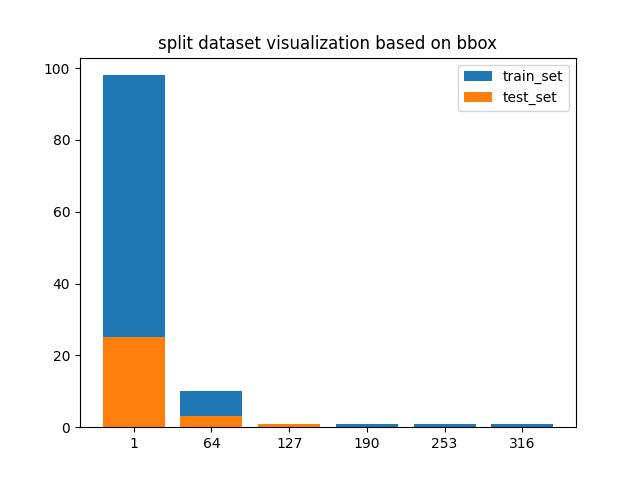 split dataset visualization based on bbox
train_set
test_set
100
80
60
40
20
0
1 64 127 190 253 316